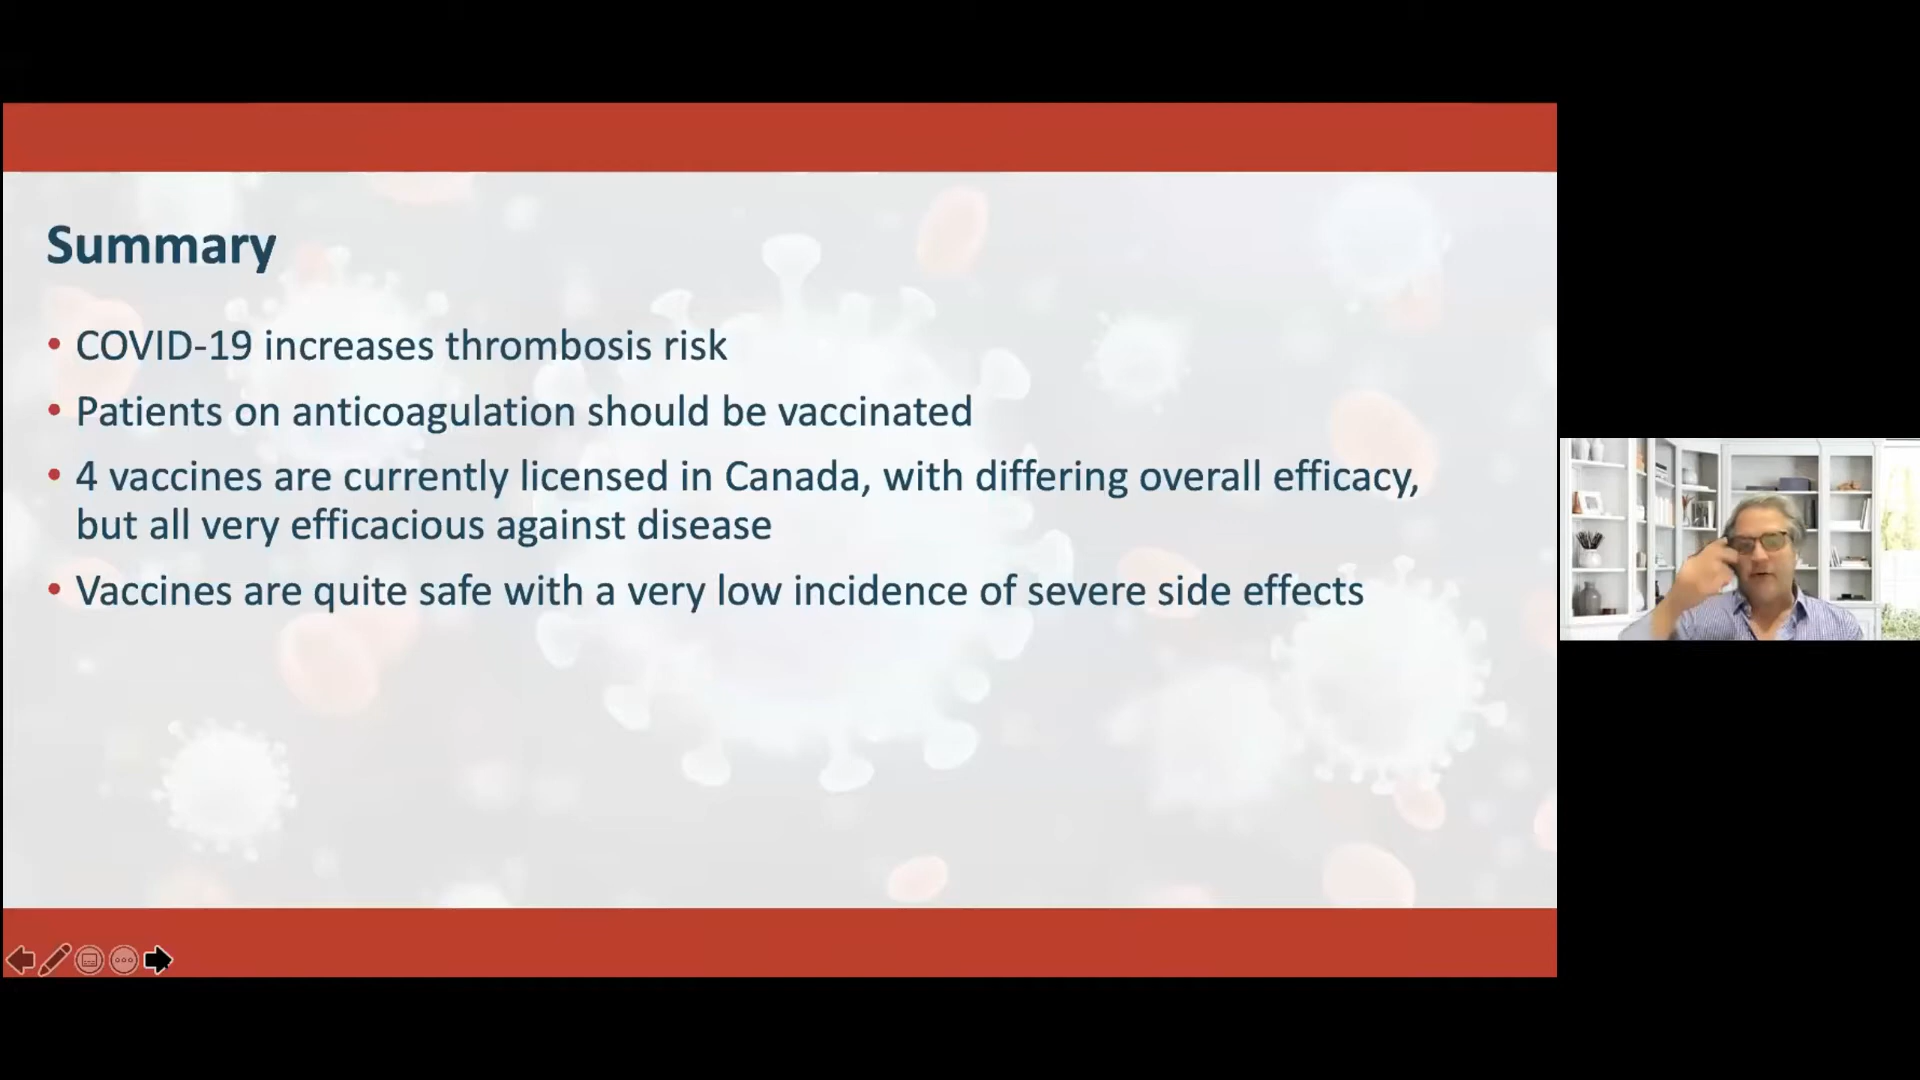 Summary
• COVID-19 increases thrombosis risk
• Patients on anticoagulation should be vaccinated
• 4 vaccines are currently licensed in Canada, with differing overall efficacy,
but all very efficacious against disease
• Vaccines are quite safe with a very low incidence of severe side effects